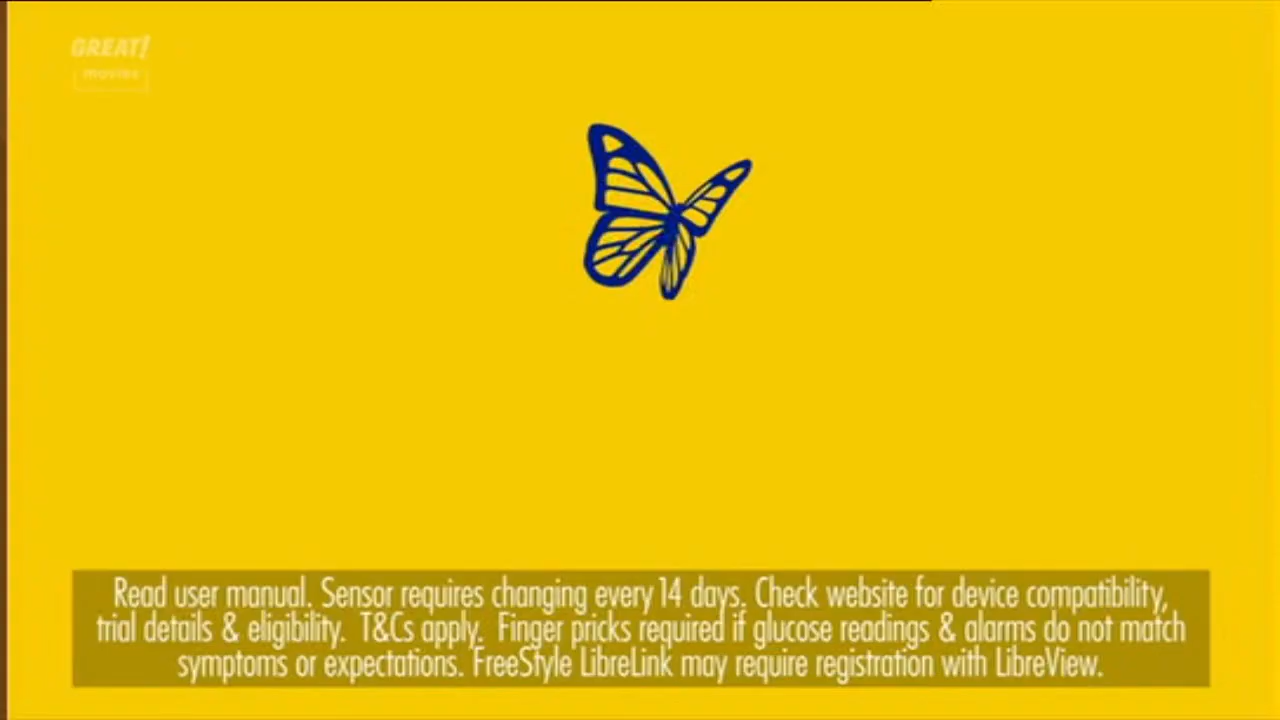 GREAT!
movies
Read user manual. Sensor requires changing every 14 days. Check website for device compatibility,
trial details & eligibility. T&Cs apply. Finger pricks required if glucose readings & alarms do not match
symptoms or expectations. FreeStyle LibreLink may require registration with LibreView.